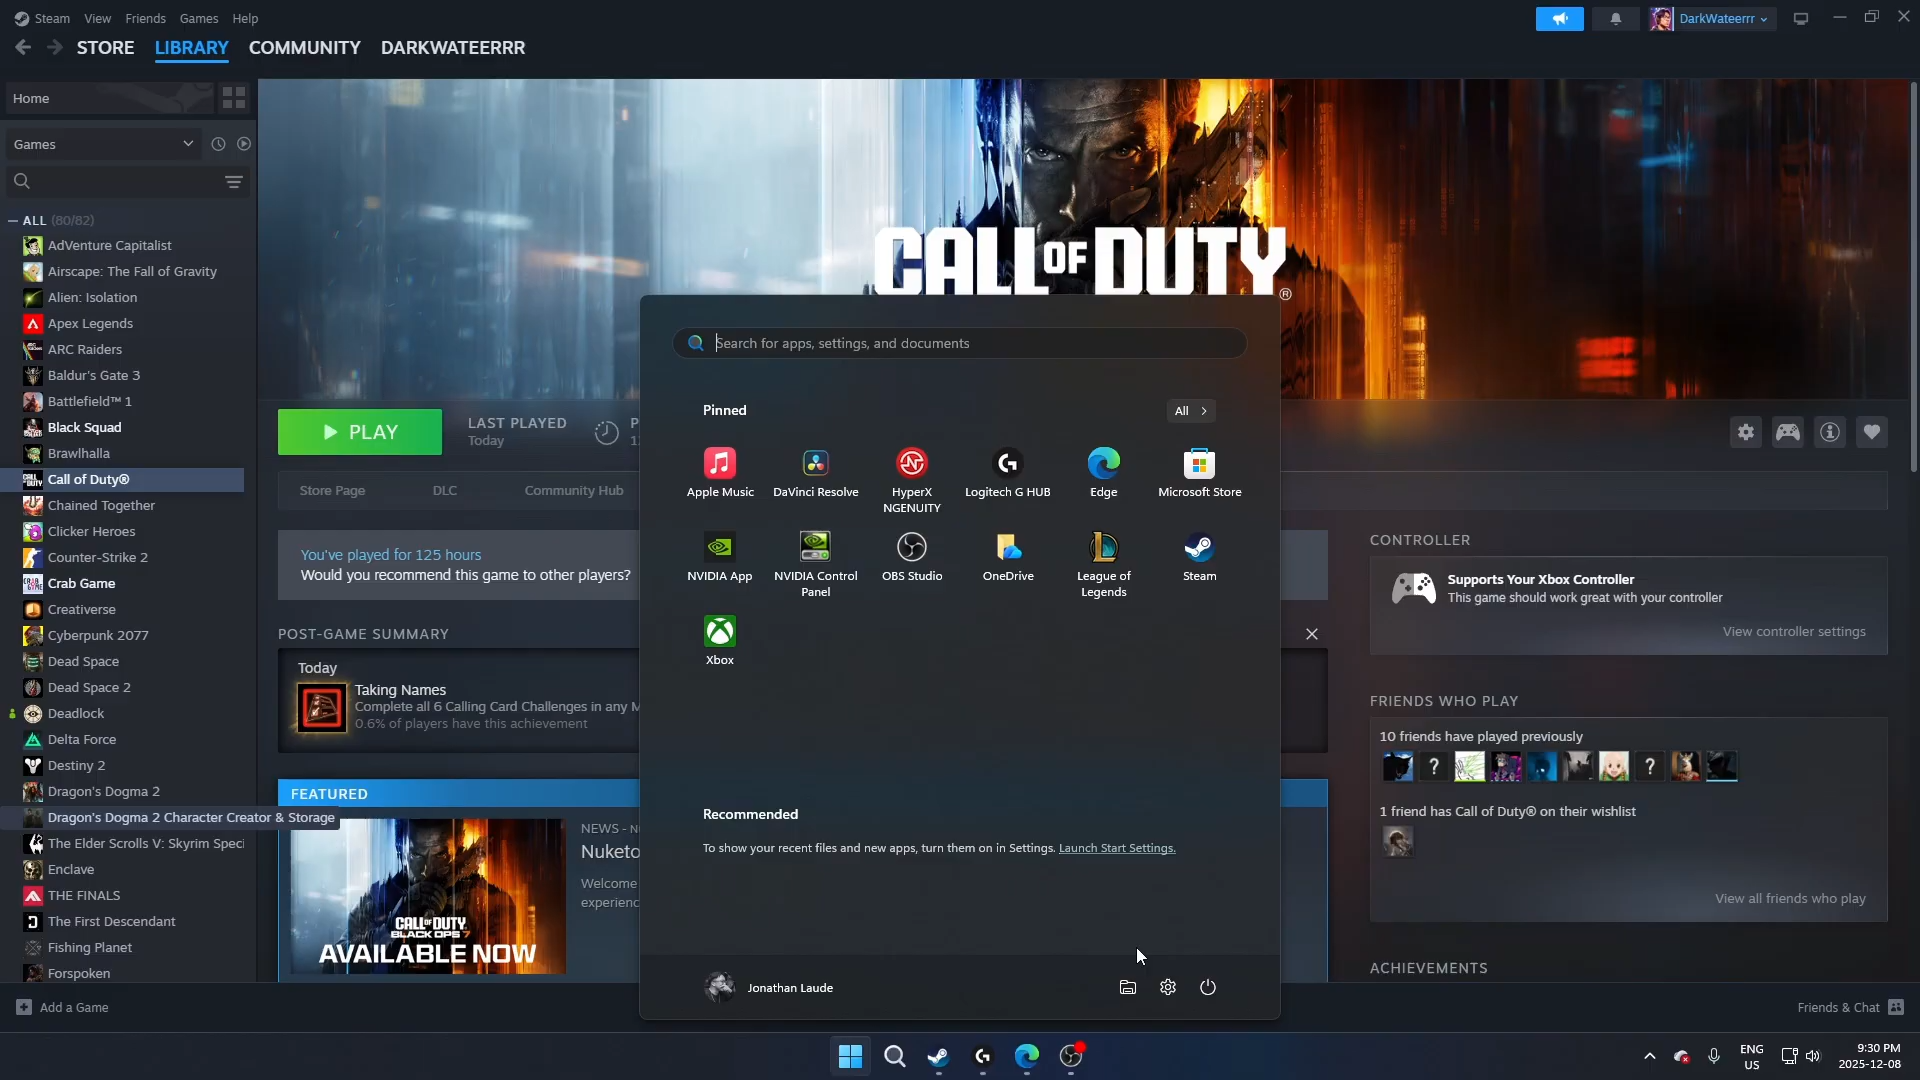 Steam View Friends Games Help
DarkWateerrr
STORE LIBRARY COMMUNITY DARKWATEERRR
Home
Games
ALL (80/82)
AdVenture Capitalist
Airscape: The Fall of Gravity
Alien: Isolation
Apex Legends
ARC Raiders
Baldur's Gate 3
Battlefield™ 1
Black Squad
Brawlhalla
Call of Duty®
Chained Together
Clicker Heroes
Counter-Strike 2
Crab Game
Creativerse
Cyberpunk 2077
Dead Space
Dead Space 2
Deadlock
Delta Force
Destiny 2
Dragon's Dogma 2
Dragon's Dogma 2 Character Creator & Storage
The Elder Scrolls V: Skyrim Speci
Enclave
THE FINALS
The First Descendant
Fishing Planet
Forspoken
Add a Game
CALL OF DUTY®
PLAY
LAST PLAYED
Today
Store Page DLC Community Hub
You've played for 125 hours
Would you recommend this game to other players?
POST-GAME SUMMARY
Today
Taking Names
Complete all 6 Calling Card Challenges in any M
0.6% of players have this achievement
FEATURED
CALL OF DUTY
BLACK OPS 7
AVAILABLE NOW
NEWS - N
Nuketo
Welcome
experienc
Search for apps, settings, and documents
Pinned
All
Apple Music
DaVinci Resolve
HyperX
NGENUITY
Logitech G HUB
Edge
Microsoft Store
NVIDIA App
NVIDIA Control
Panel
OBS Studio
OneDrive
League of
Legends
Steam
Xbox
Recommended
To show your recent files and new apps, turn them on in Settings. Launch Start Settings.
Jonathan Laude
CONTROLLER
Supports Your Xbox Controller
This game should work great with your controller
View controller settings
FRIENDS WHO PLAY
10 friends have played previously
? ?
1 friend has Call of Duty® on their wishlist
View all friends who play
ACHIEVEMENTS
Friends & Chat
ENG
US
9:30 PM
2025-12-08